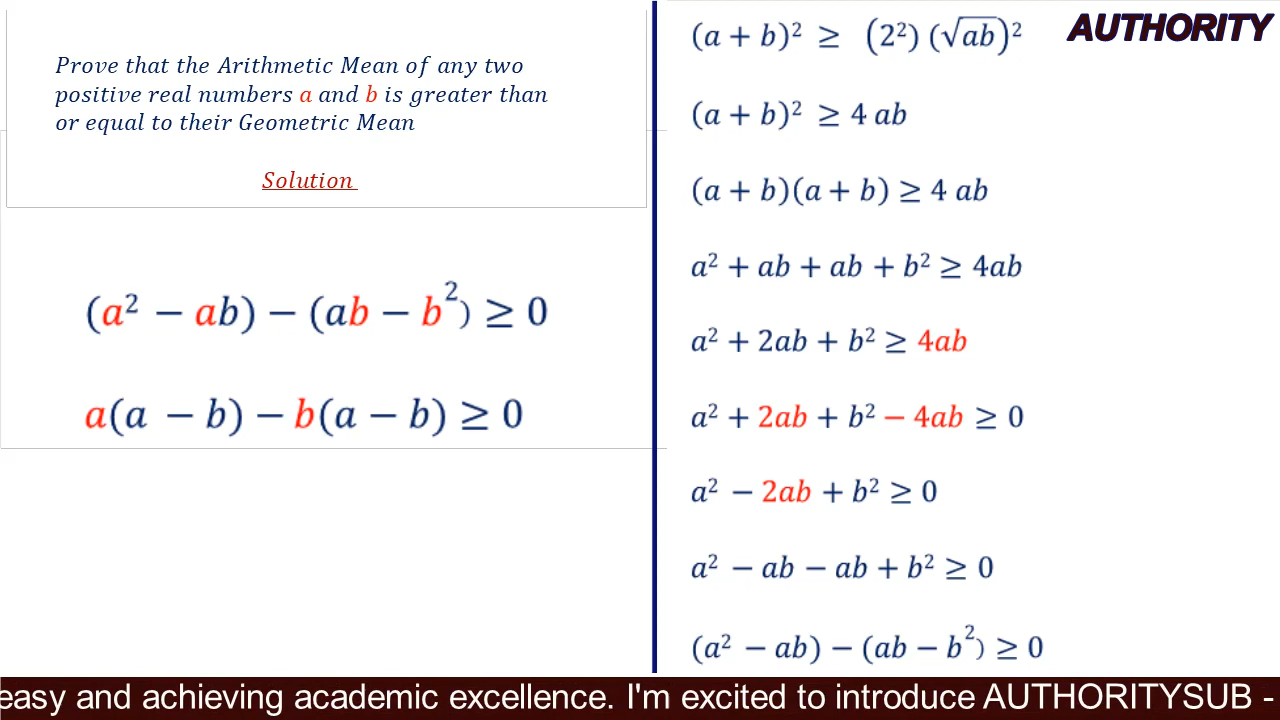 Prove that the Arithmetic Mean of any two
positive real numbers a and b is greater than
or equal to their Geometric Mean
Solution
(a² − ab) − (ab − b²) ≥ 0
a(a − b) − b(a − b) ≥ 0
AUTHORITY
(a + b)² ≥ (2²) (√ab)²
(a + b)² ≥ 4 ab
(a + b)(a + b) ≥ 4 ab
a² + ab + ab + b² ≥ 4ab
a² + 2ab + b² ≥ 4ab
a² + 2ab + b² − 4ab ≥ 0
a² − 2ab + b² ≥ 0
a² − ab − ab + b² ≥ 0
(a² − ab) − (ab − b²) ≥ 0
easy and achieving academic excellence. I'm excited to introduce AUTHORITYSUB -